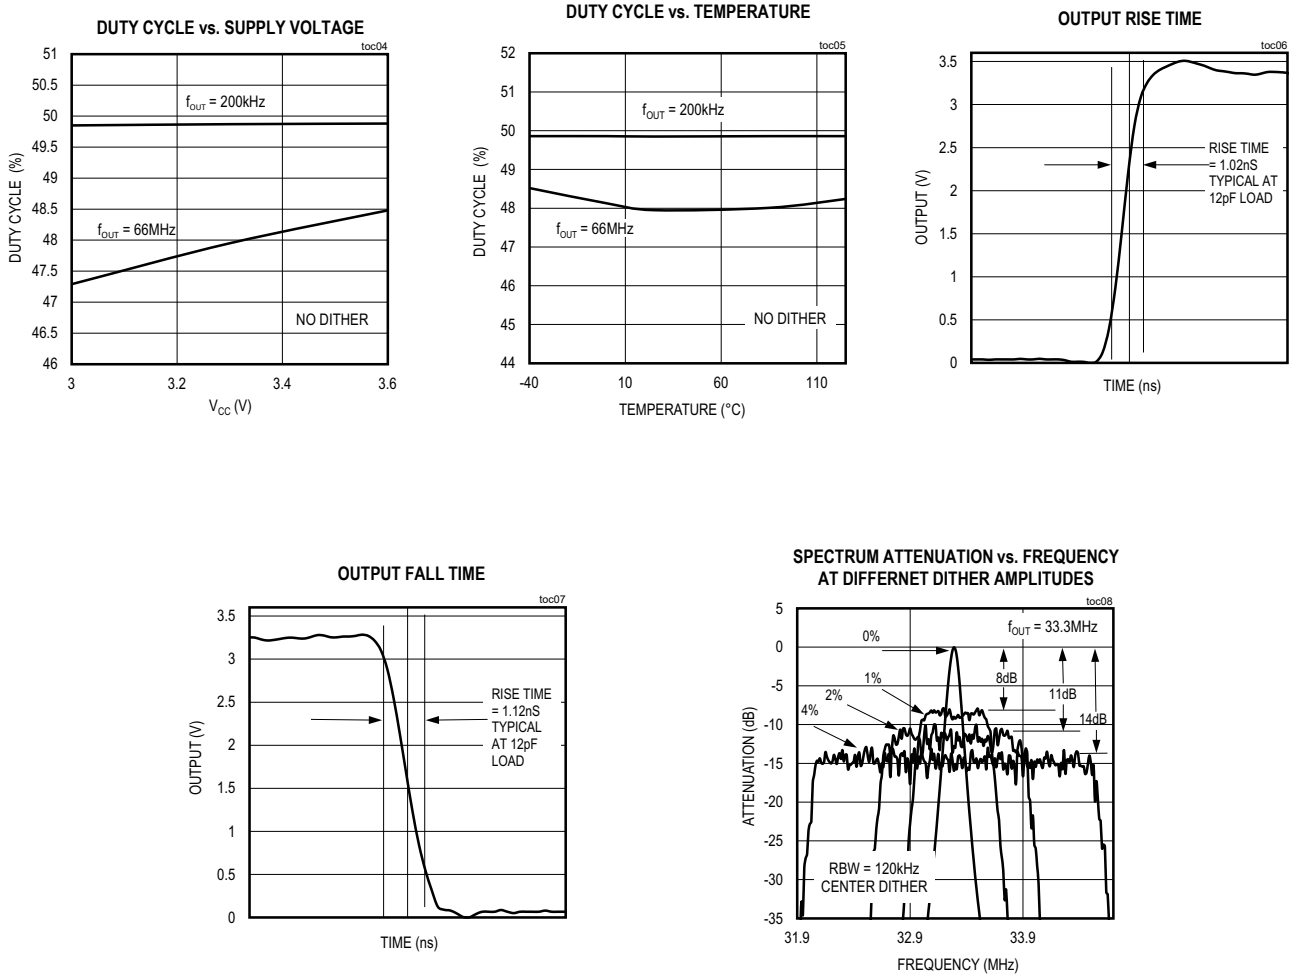 DUTY CYCLE vs. SUPPLY VOLTAGE
toc04
51
50.5
50
49.5
49
48.5
48
47.5
47
46.5
46
DUTY CYCLE (%)
fOUT = 200kHz
fOUT = 66MHz
NO DITHER
3
3.2
3.4
3.6
VCC (V)
DUTY CYCLE vs. TEMPERATURE
toc05
52
51
50
49
48
47
46
45
44
DUTY CYCLE (%)
fOUT = 200kHz
fOUT = 66MHz
NO DITHER
-40
10
60
110
TEMPERATURE (°C)
OUTPUT RISE TIME
toc06
3.5
3
2.5
2
1.5
1
0.5
0
OUTPUT (V)
RISE TIME
= 1.02nS
TYPICAL AT
12pF LOAD
TIME (ns)
OUTPUT FALL TIME
toc07
3.5
3
2.5
2
1.5
1
0.5
0
OUTPUT (V)
RISE TIME
= 1.12nS
TYPICAL
AT 12pF
LOAD
TIME (ns)
SPECTRUM ATTENUATION vs. FREQUENCY
AT DIFFERNET DITHER AMPLITUDES
toc08
5
0
-5
-10
-15
-20
-25
-30
-35
ATTENUATION (dB)
fOUT = 33.3MHz
0%
1%
2%
4%
8dB
11dB
14dB
RBW = 120kHz
CENTER DITHER
31.9
32.9
33.9
FREQUENCY (MHz)